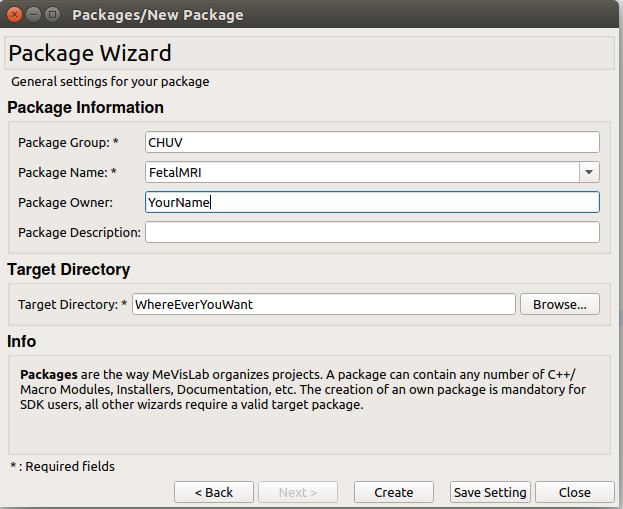 Packages/New Package
Package Wizard
General settings for your package
Package Information
Package Group: * CHUV
Package Name: * FetalMRI
Package Owner: YourName
Package Description:
Target Directory
Target Directory: * WhereEverYouWant Browse...
Info
Packages are the way MeVisLab organizes projects. A package can contain any number of C++/
Macro Modules, Installers, Documentation, etc. The creation of an own package is mandatory for
SDK users, all other wizards require a valid target package.
* : Required fields
< Back Next > Create Save Setting Close